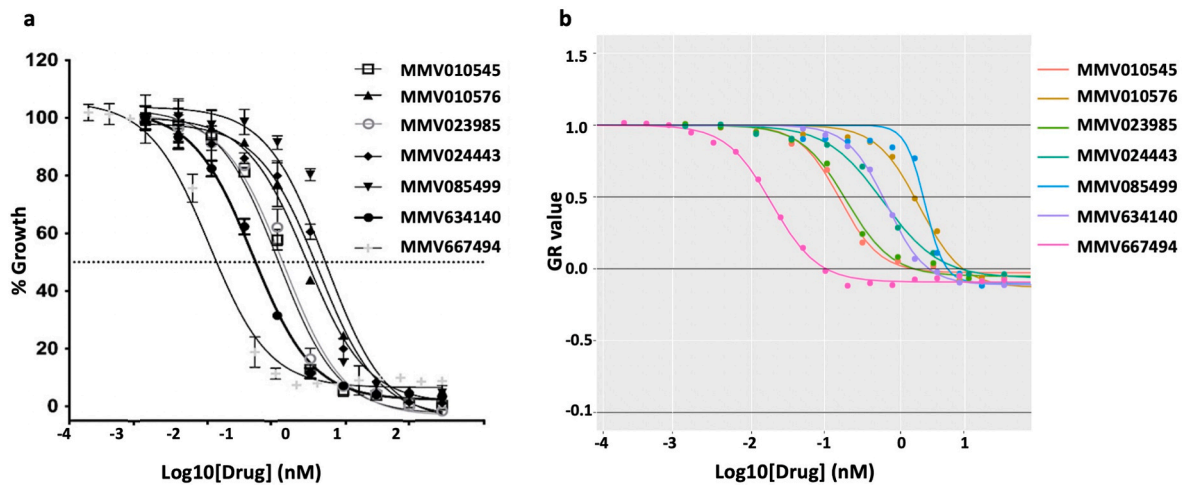 a
120
100
80
60
40
20
0
% Growth
-4
-3
-2
-1
0
1
2
Log10[Drug] (nM)
MMV010545
MMV010576
MMV023985
MMV024443
MMV085499
MMV634140
MMV667494
b
1.5
1.0
0.5
0.0
-0.5
-0.1
GR value
-4
-3
-2
-1
0
1
Log10[Drug] (nM)
MMV010545
MMV010576
MMV023985
MMV024443
MMV085499
MMV634140
MMV667494